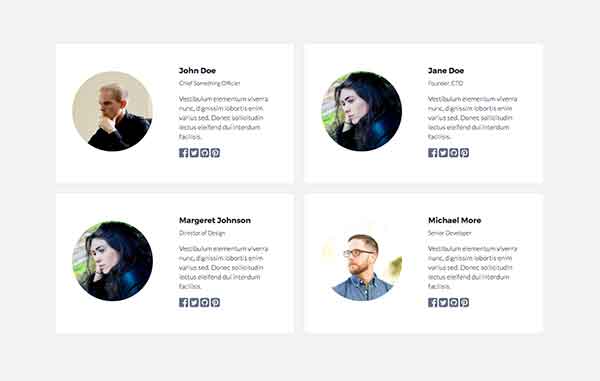 John Doe
Chief Something Officer
Vestibulum elementum viverra
nunc, dignissim lobortis enim
varius sed. Donec sollicitudin
lectus eleifend dui interdum
facilisis.
Jane Doe
Founder, CTO
Vestibulum elementum viverra
nunc, dignissim lobortis enim
varius sed. Donec sollicitudin
lectus eleifend dui interdum
facilisis.
Margeret Johnson
Director of Design
Vestibulum elementum viverra
nunc, dignissim lobortis enim
varius sed. Donec sollicitudin
lectus eleifend dui interdum
facilisis.
Michael More
Senior Developer
Vestibulum elementum viverra
nunc, dignissim lobortis enim
varius sed. Donec sollicitudin
lectus eleifend dui interdum
facilisis.